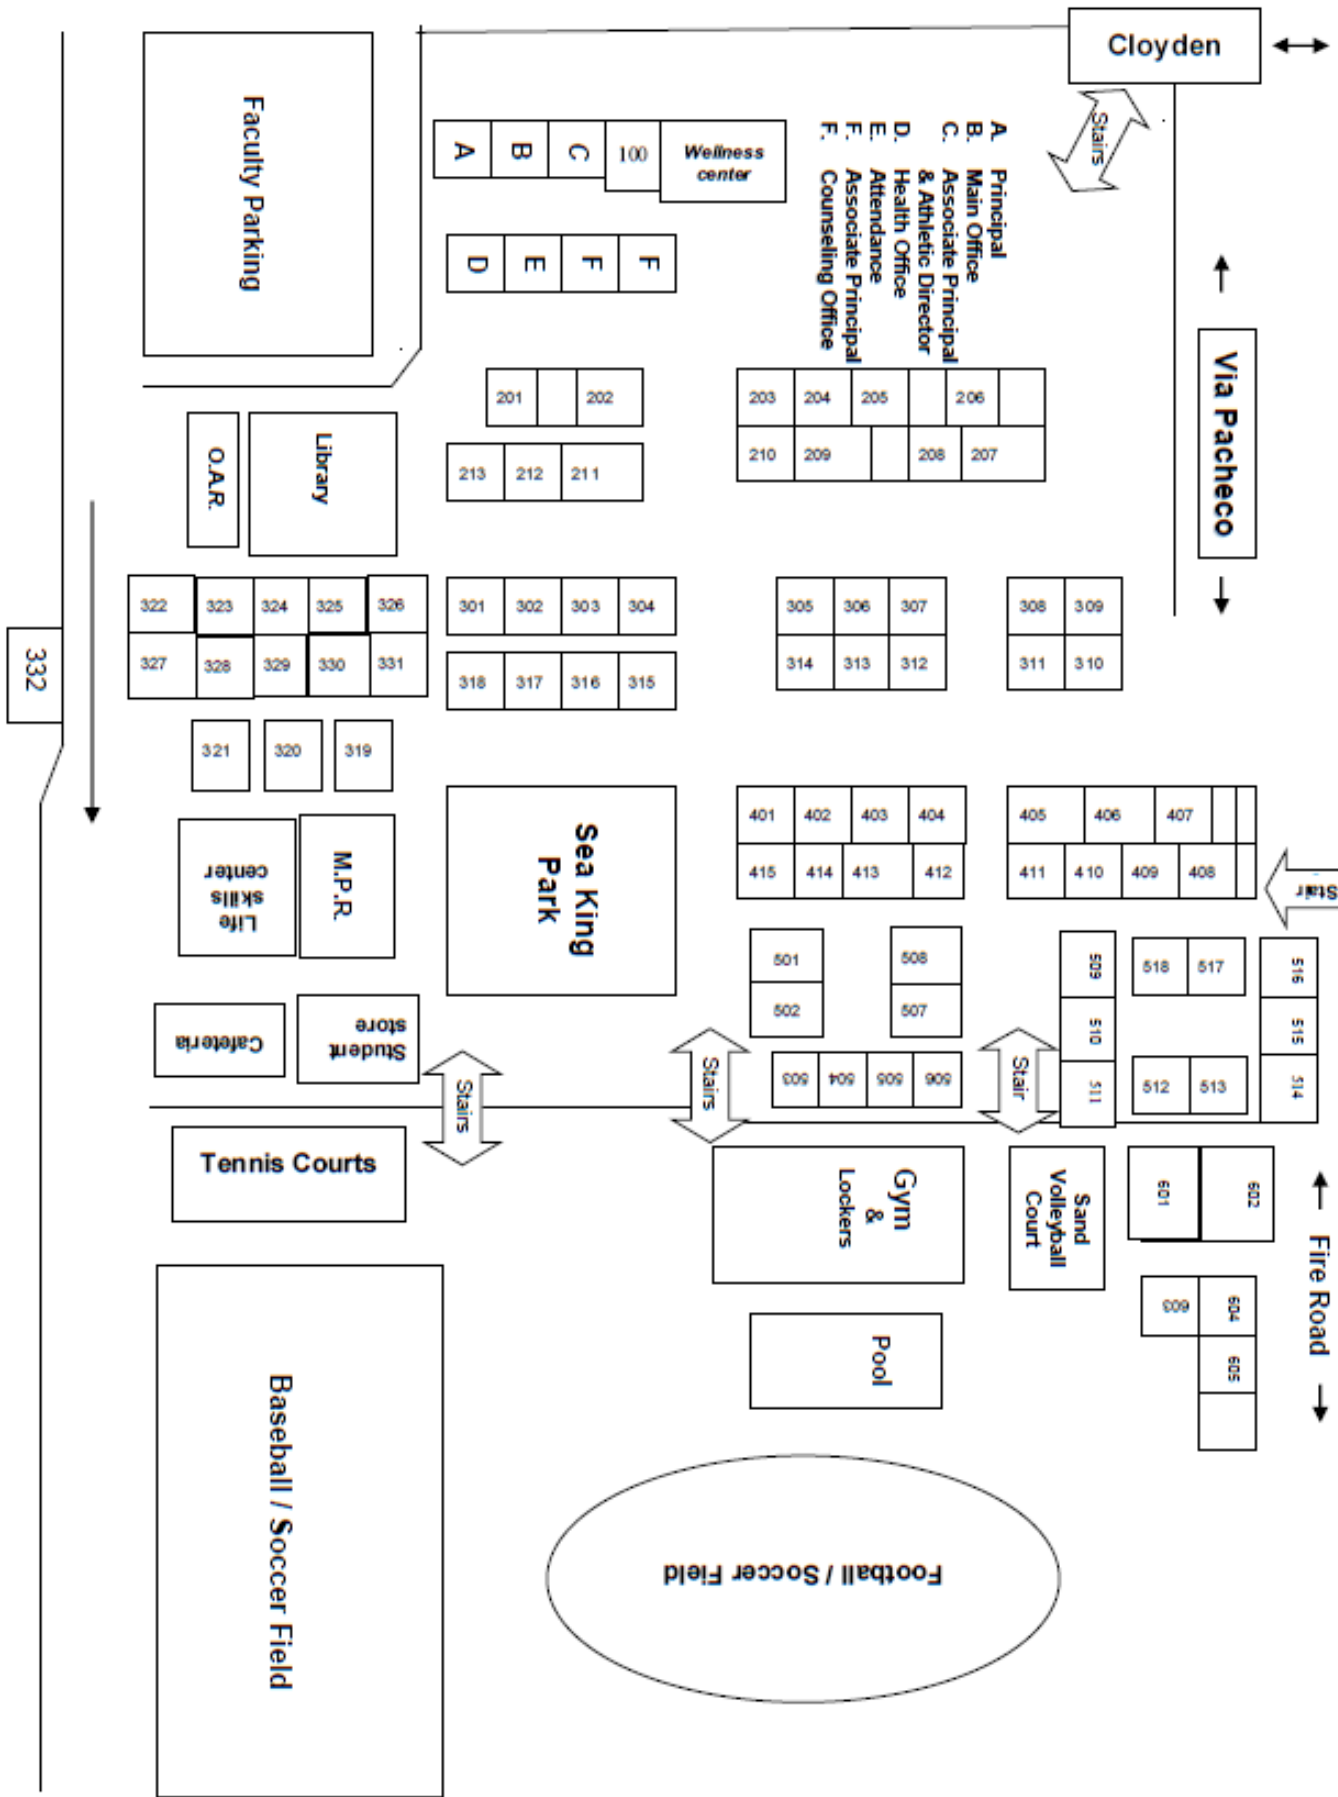 Cloyden
Stairs
Faculty Parking
A
B
C
100
Wellness
center
D
E
F
F
A. Principal
B. Main Office
C. Associate Principal
& Athletic Director
D. Health Office
E. Attendance
F. Associate Principal
F. Counseling Office
Via Pacheco
201
202
203
204
205
206
213
212
211
210
209
208
207
O.A.R.
Library
322
323
324
325
326
301
302
303
304
305
306
307
308
309
327
328
329
330
331
318
317
316
315
314
313
312
311
310
332
321
320
319
Sea King
Park
401
402
403
404
405
406
407
415
414
413
412
411
410
409
408
Stair
Life
skills
center
M.P.R.
501
508
509
518
517
516
502
507
510
515
Cafeteria
Student
store
Stairs
Stairs
503
504
505
506
Stair
511
512
513
514
Tennis Courts
Gym
&
Lockers
Sand
Volleyball
Court
601
602
Fire Road
603
604
605
Pool
Baseball / Soccer Field
Football / Soccer Field